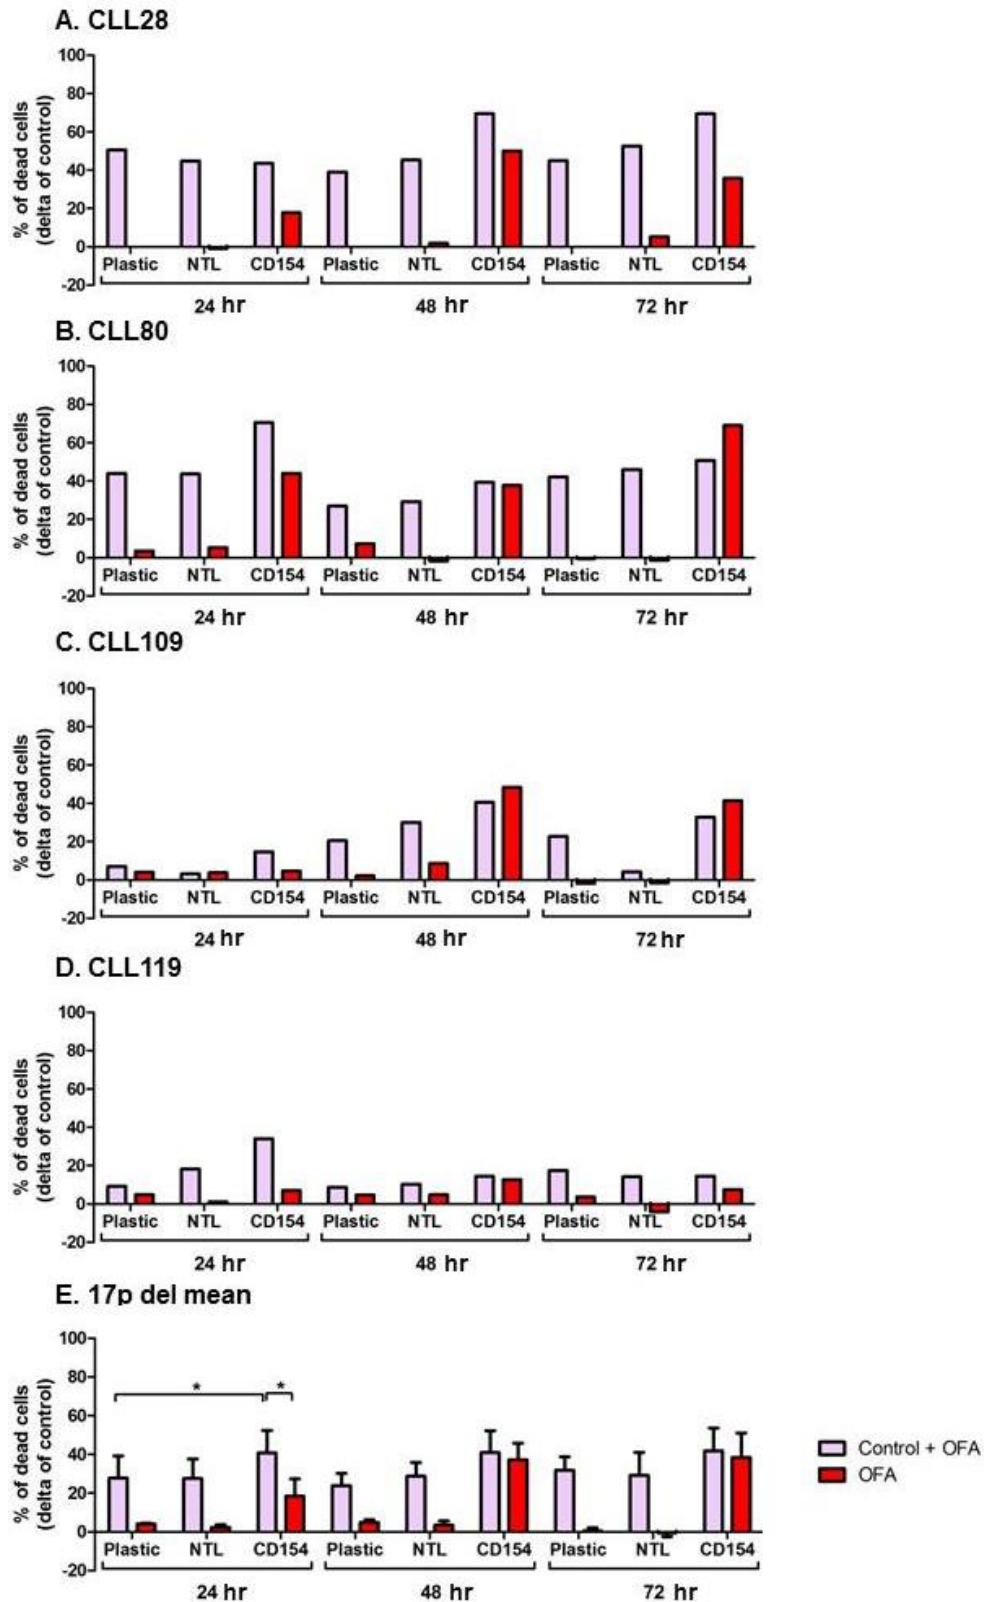 A. CLL28
% of dead cells
(delta of control)
100
80
60
40
20
0
-20
Plastic NTL CD154 Plastic NTL CD154 Plastic NTL CD154
24 hr 48 hr 72 hr
B. CLL80
% of dead cells
(delta of control)
100
80
60
40
20
0
-20
Plastic NTL CD154 Plastic NTL CD154 Plastic NTL CD154
24 hr 48 hr 72 hr
C. CLL109
% of dead cells
(delta of control)
100
80
60
40
20
0
-20
Plastic NTL CD154 Plastic NTL CD154 Plastic NTL CD154
24 hr 48 hr 72 hr
D. CLL119
% of dead cells
(delta of control)
100
80
60
40
20
0
-20
Plastic NTL CD154 Plastic NTL CD154 Plastic NTL CD154
24 hr 48 hr 72 hr
E. 17p del mean
% of dead cells
(delta of control)
100
80
60
40
20
0
-20
* *
Plastic NTL CD154 Plastic NTL CD154 Plastic NTL CD154
24 hr 48 hr 72 hr
Control + OFA
OFA